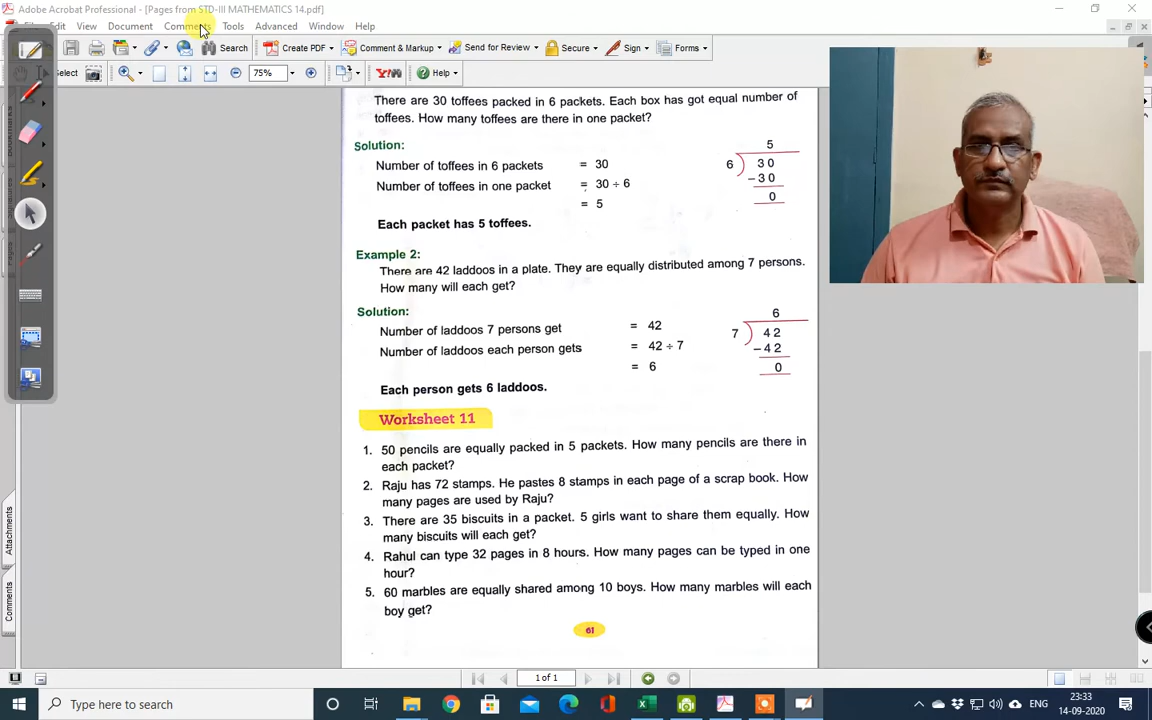 Adobe Acrobat Professional - [Pages from STD-III MATHEMATICS 14.pdf]
Edit View Document Comments Tools Advanced Window Help
Search Create PDF Comment & Markup Send for Review Secure Sign Forms
Select 75% Y! Help
There are 30 toffees packed in 6 packets. Each box has got equal number of
toffees. How many toffees are there in one packet?
Solution:
Number of toffees in 6 packets = 30
Number of toffees in one packet = 30 ÷ 6
= 5
Each packet has 5 toffees.
5
6 30
−30
0
Example 2:
There are 42 laddoos in a plate. They are equally distributed among 7 persons.
How many will each get?
Solution:
Number of laddoos 7 persons get = 42
Number of laddoos each person gets = 42 ÷ 7
= 6
Each person gets 6 laddoos.
6
7 42
−42
0
Worksheet 11
1. 50 pencils are equally packed in 5 packets. How many pencils are there in
each packet?
2. Raju has 72 stamps. He pastes 8 stamps in each page of a scrap book. How
many pages are used by Raju?
3. There are 35 biscuits in a packet. 5 girls want to share them equally. How
many biscuits will each get?
4. Rahul can type 32 pages in 8 hours. How many pages can be typed in one
hour?
5. 60 marbles are equally shared among 10 boys. How many marbles will each
boy get?
61
Attachments
Comments
1 of 1
Type here to search
ENG
23:33
14-09-2020